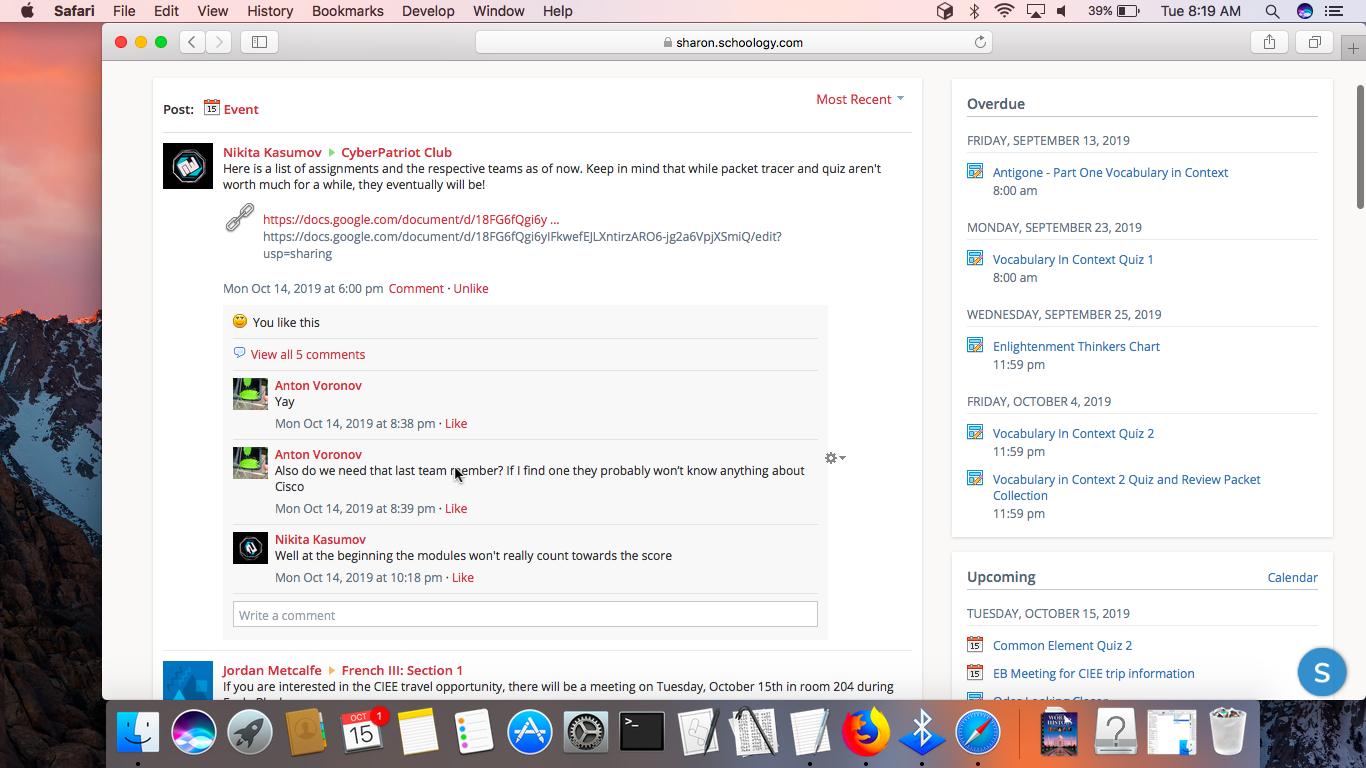 Safari File Edit View History Bookmarks Develop Window Help 39% Tue 8:19 AM
sharon.schoology.com
Post: 15 Event
Most Recent
Nikita Kasumov CyberPatriot Club
Here is a list of assignments and the respective teams as of now. Keep in mind that while packet tracer and quiz aren't
worth much for a while, they eventually will be!
https://docs.google.com/document/d/18FG6fQgi6y ...
https://docs.google.com/document/d/18FG6fQgi6yIFkwefEJLXntirzARO6-jg2a6VpjXSmiQ/edit?
usp=sharing
Mon Oct 14, 2019 at 6:00 pm Comment · Unlike
You like this
View all 5 comments
Anton Voronov
Yay
Mon Oct 14, 2019 at 8:38 pm · Like
Anton Voronov
Also do we need that last team member? If I find one they probably won't know anything about
Cisco
Mon Oct 14, 2019 at 8:39 pm · Like
Nikita Kasumov
Well at the beginning the modules won't really count towards the score
Mon Oct 14, 2019 at 10:18 pm · Like
Write a comment
Jordan Metcalfe French III: Section 1
If you are interested in the CIEE travel opportunity, there will be a meeting on Tuesday, October 15th in room 204 during
Overdue
FRIDAY, SEPTEMBER 13, 2019
Antigone - Part One Vocabulary in Context
8:00 am
MONDAY, SEPTEMBER 23, 2019
Vocabulary In Context Quiz 1
8:00 am
WEDNESDAY, SEPTEMBER 25, 2019
Enlightenment Thinkers Chart
11:59 pm
FRIDAY, OCTOBER 4, 2019
Vocabulary In Context Quiz 2
11:59 pm
Vocabulary in Context 2 Quiz and Review Packet
Collection
11:59 pm
Upcoming
Calendar
TUESDAY, OCTOBER 15, 2019
15 Common Element Quiz 2
15 EB Meeting for CIEE trip information
S
OCT
15
1